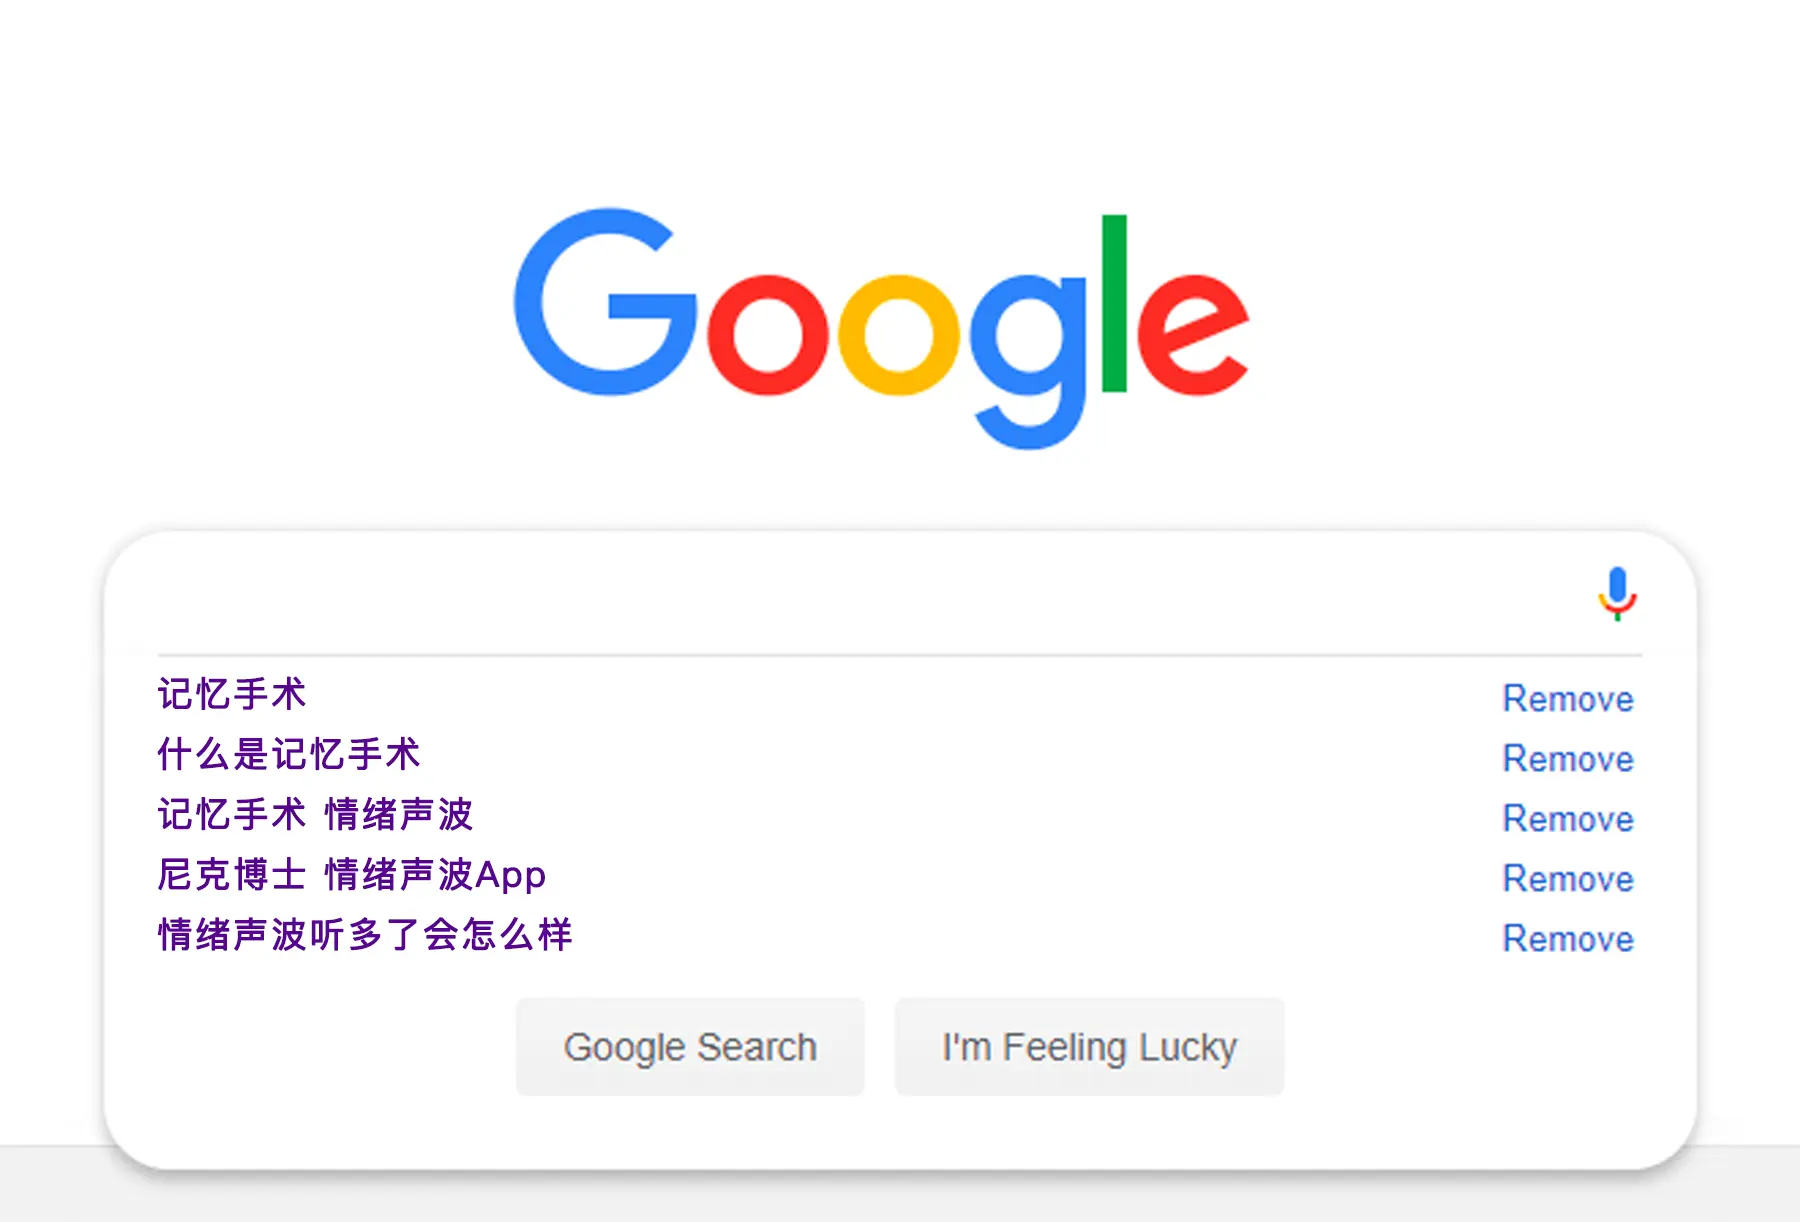 Google
记忆手术 Remove
什么是记忆手术 Remove
记忆手术 情绪声波 Remove
尼克博士 情绪声波App Remove
情绪声波听多了会怎么样 Remove
Google Search I'm Feeling Lucky